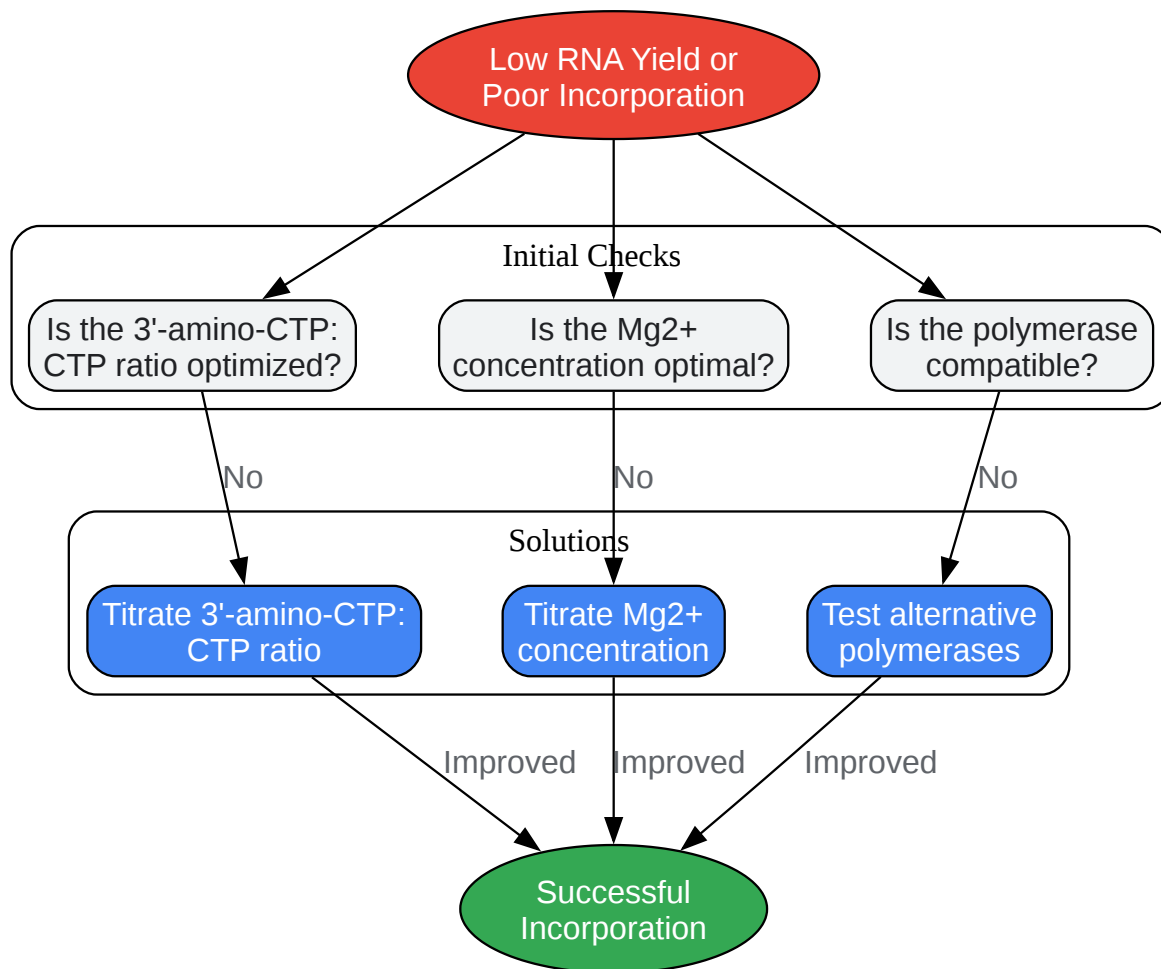 Low RNA Yield or
Poor Incorporation
Initial Checks
Is the 3'-amino-CTP:
CTP ratio optimized?
Is the Mg2+
concentration optimal?
Is the polymerase
compatible?
No
No
No
Solutions
Titrate 3'-amino-CTP:
CTP ratio
Titrate Mg2+
concentration
Test alternative
polymerases
Improved
Improved
Improved
Successful
Incorporation